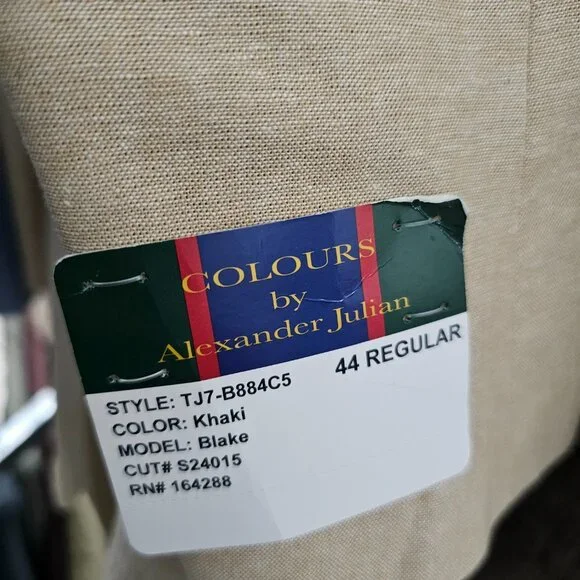 COLOURS
by
Alexander Julian
STYLE: TJ7-B884C5 44 REGULAR
COLOR: Khaki
MODEL: Blake
CUT# S24015
RN# 164288